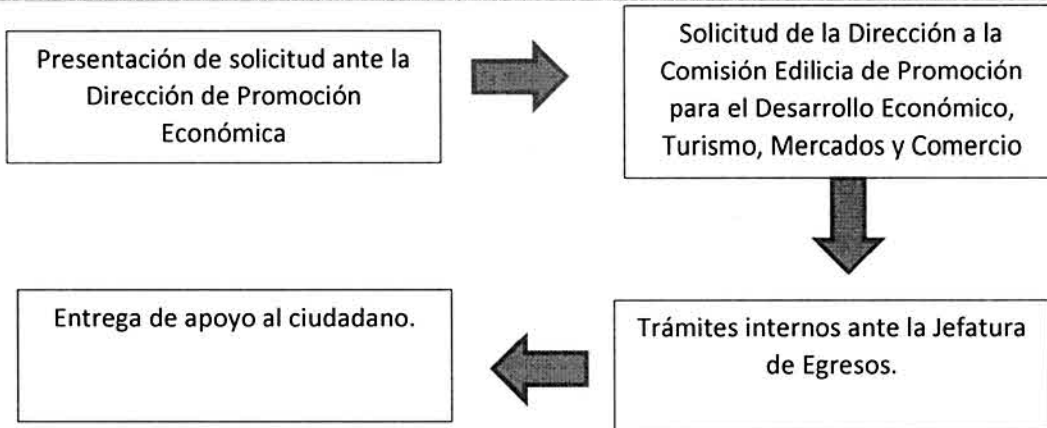 Presentación de solicitud ante la
Dirección de Promoción
Económica
Solicitud de la Dirección a la
Comisión Edilicia de Promoción
para el Desarrollo Económico,
Turismo, Mercados y Comercio
Trámites internos ante la Jefatura
de Egresos.
Entrega de apoyo al ciudadano.